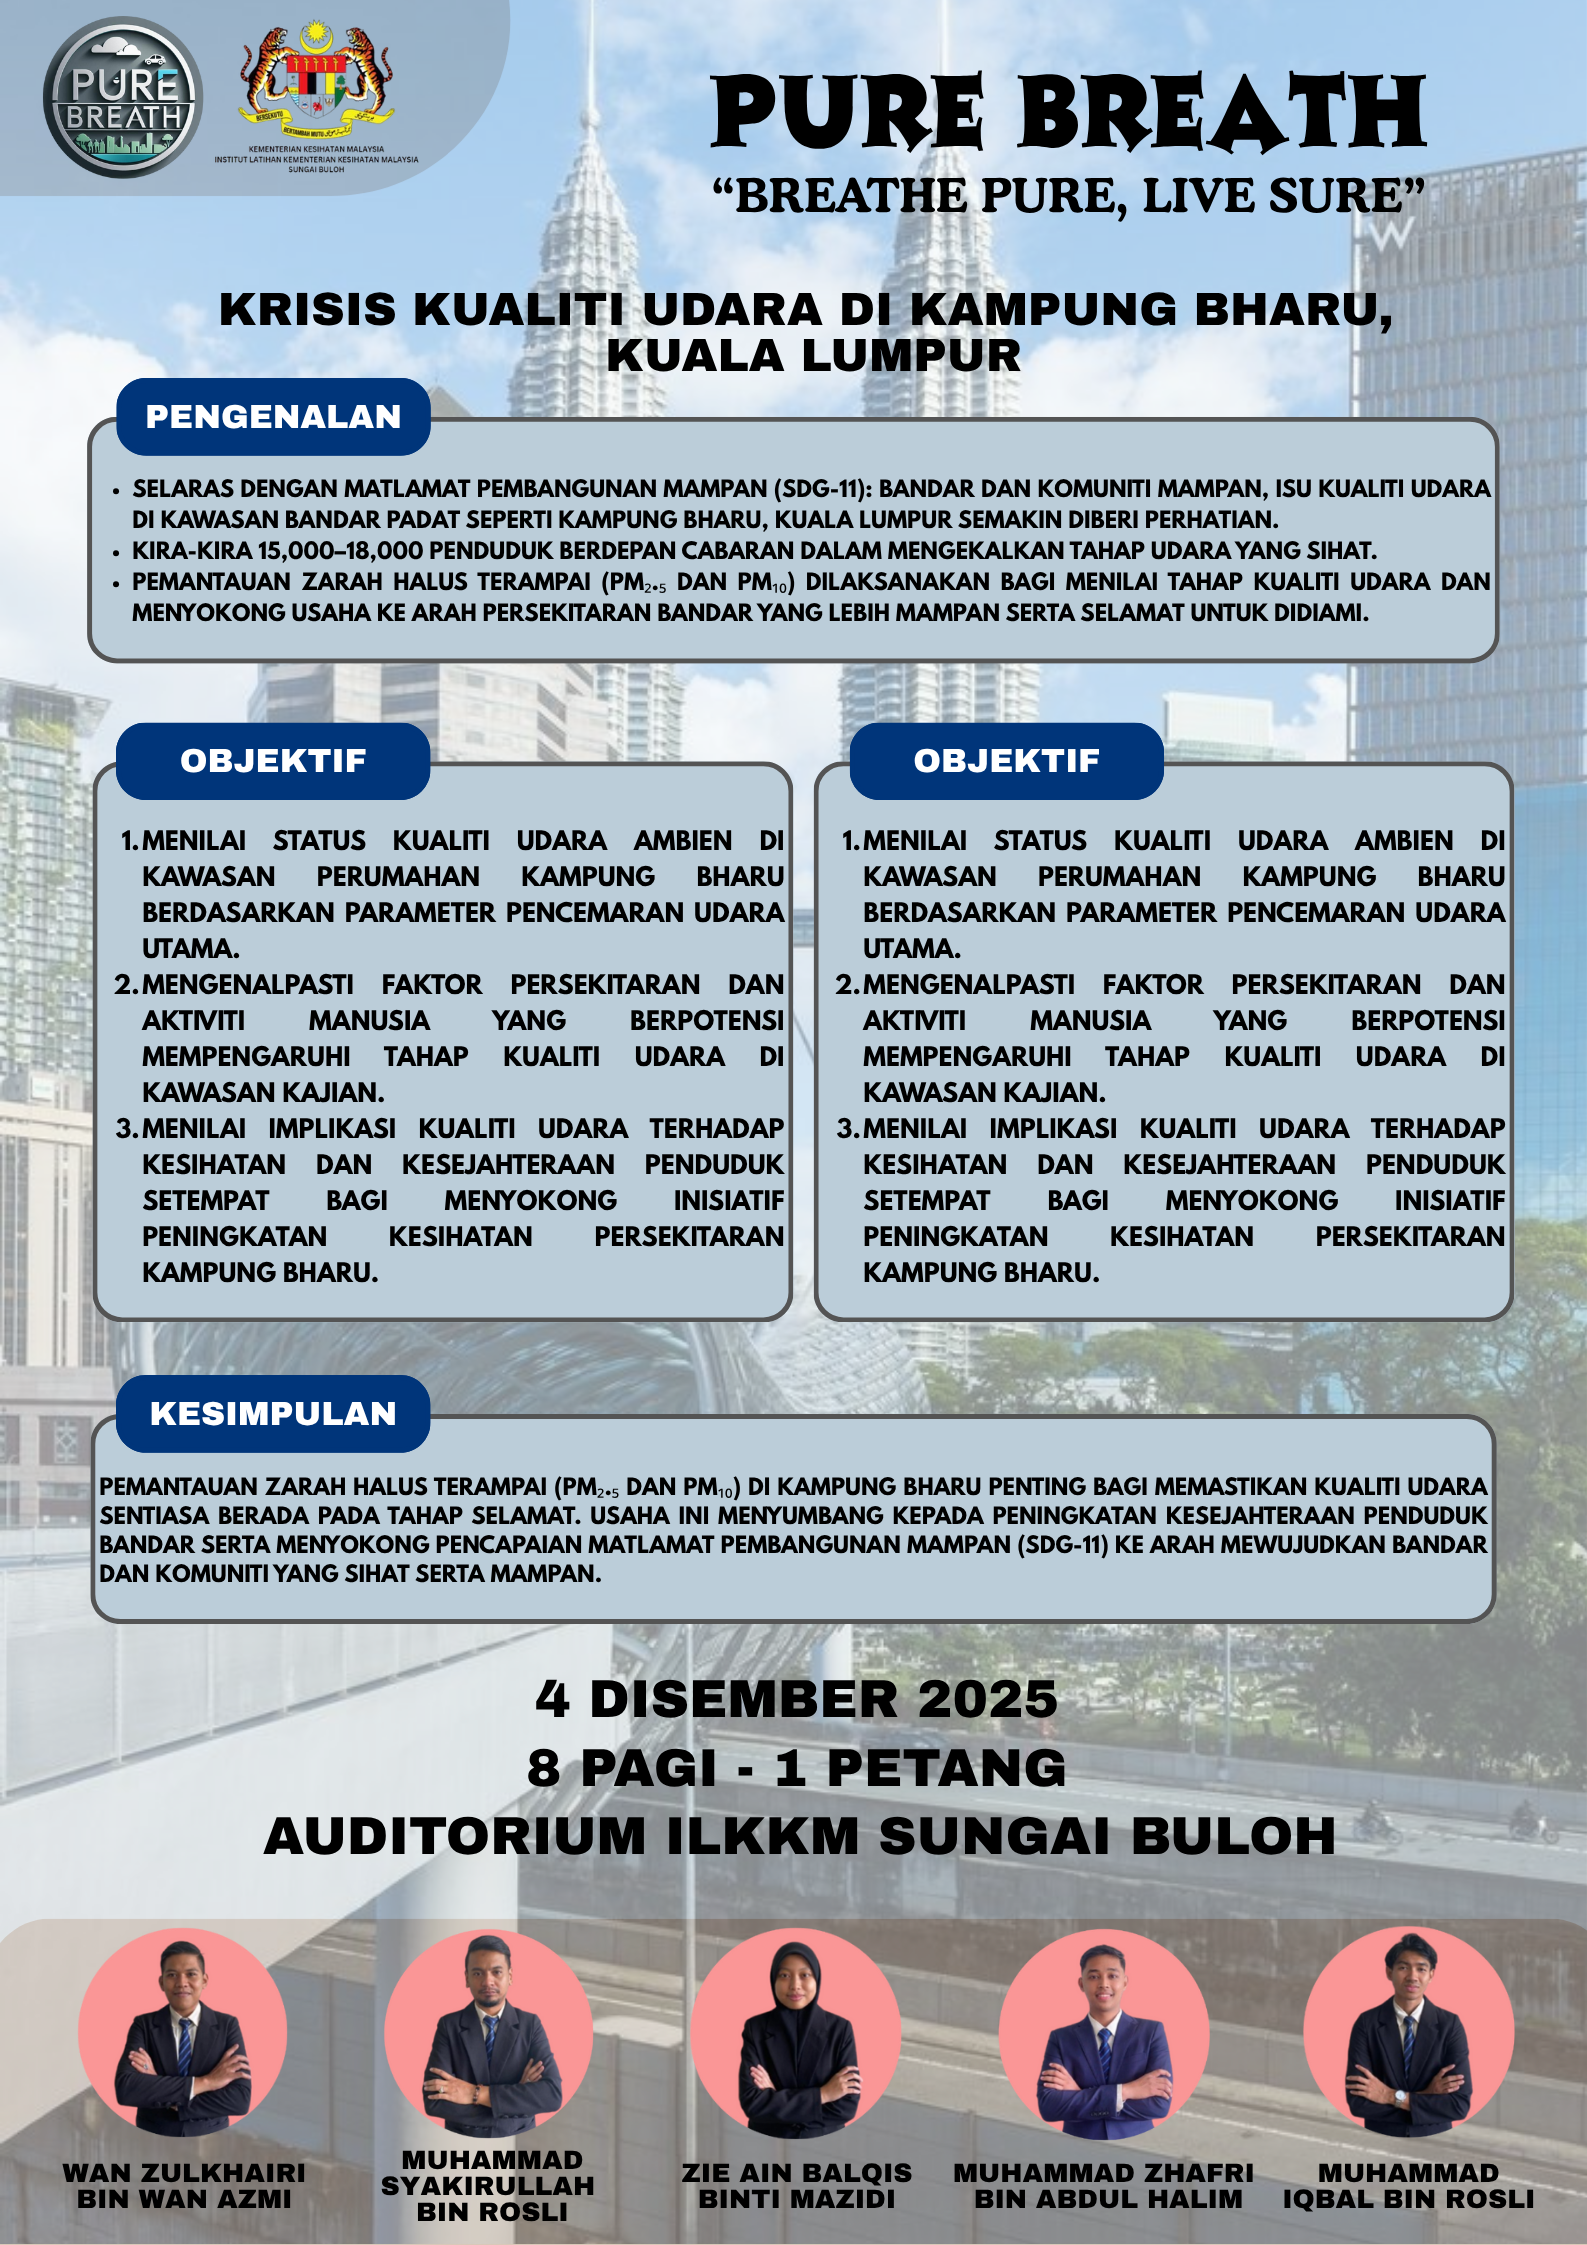 PURE
BREATH
BERSEKUTU
BERTAMBAH MUTU
KEMENTERIAN KESIHATAN MALAYSIA
INSTITUT LATIHAN KEMENTERIAN KESIHATAN MALAYSIA
SUNGAI BULOH
PURE BREATH
“BREATHE PURE, LIVE SURE”
W
KRISIS KUALITI UDARA DI KAMPUNG BHARU,
KUALA LUMPUR
PENGENALAN
• SELARAS DENGAN MATLAMAT PEMBANGUNAN MAMPAN (SDG-11): BANDAR DAN KOMUNITI MAMPAN, ISU KUALITI UDARA
DI KAWASAN BANDAR PADAT SEPERTI KAMPUNG BHARU, KUALA LUMPUR SEMAKIN DIBERI PERHATIAN.
• KIRA-KIRA 15,000–18,000 PENDUDUK BERDEPAN CABARAN DALAM MENGEKALKAN TAHAP UDARA YANG SIHAT.
• PEMANTAUAN ZARAH HALUS TERAMPAI (PM₂•₅ DAN PM₁₀) DILAKSANAKAN BAGI MENILAI TAHAP KUALITI UDARA DAN
MENYOKONG USAHA KE ARAH PERSEKITARAN BANDAR YANG LEBIH MAMPAN SERTA SELAMAT UNTUK DIDIAMI.
OBJEKTIF
1. MENILAI STATUS KUALITI UDARA AMBIEN DI
KAWASAN PERUMAHAN KAMPUNG BHARU
BERDASARKAN PARAMETER PENCEMARAN UDARA
UTAMA.
2. MENGENALPASTI FAKTOR PERSEKITARAN DAN
AKTIVITI MANUSIA YANG BERPOTENSI
MEMPENGARUHI TAHAP KUALITI UDARA DI
KAWASAN KAJIAN.
3. MENILAI IMPLIKASI KUALITI UDARA TERHADAP
KESIHATAN DAN KESEJAHTERAAN PENDUDUK
SETEMPAT BAGI MENYOKONG INISIATIF
PENINGKATAN KESIHATAN PERSEKITARAN
KAMPUNG BHARU.
OBJEKTIF
1. MENILAI STATUS KUALITI UDARA AMBIEN DI
KAWASAN PERUMAHAN KAMPUNG BHARU
BERDASARKAN PARAMETER PENCEMARAN UDARA
UTAMA.
2. MENGENALPASTI FAKTOR PERSEKITARAN DAN
AKTIVITI MANUSIA YANG BERPOTENSI
MEMPENGARUHI TAHAP KUALITI UDARA DI
KAWASAN KAJIAN.
3. MENILAI IMPLIKASI KUALITI UDARA TERHADAP
KESIHATAN DAN KESEJAHTERAAN PENDUDUK
SETEMPAT BAGI MENYOKONG INISIATIF
PENINGKATAN KESIHATAN PERSEKITARAN
KAMPUNG BHARU.
KESIMPULAN
PEMANTAUAN ZARAH HALUS TERAMPAI (PM₂•₅ DAN PM₁₀) DI KAMPUNG BHARU PENTING BAGI MEMASTIKAN KUALITI UDARA
SENTIASA BERADA PADA TAHAP SELAMAT. USAHA INI MENYUMBANG KEPADA PENINGKATAN KESEJAHTERAAN PENDUDUK
BANDAR SERTA MENYOKONG PENCAPAIAN MATLAMAT PEMBANGUNAN MAMPAN (SDG-11) KE ARAH MEWUJUDKAN BANDAR
DAN KOMUNITI YANG SIHAT SERTA MAMPAN.
4 DISEMBER 2025
8 PAGI - 1 PETANG
AUDITORIUM ILKKM SUNGAI BULOH
WAN ZULKHAIRI
BIN WAN AZMI
MUHAMMAD
SYAKIRULLAH
BIN ROSLI
ZIE AIN BALQIS
BINTI MAZIDI
MUHAMMAD ZHAFRI
BIN ABDUL HALIM
MUHAMMAD
IQBAL BIN ROSLI